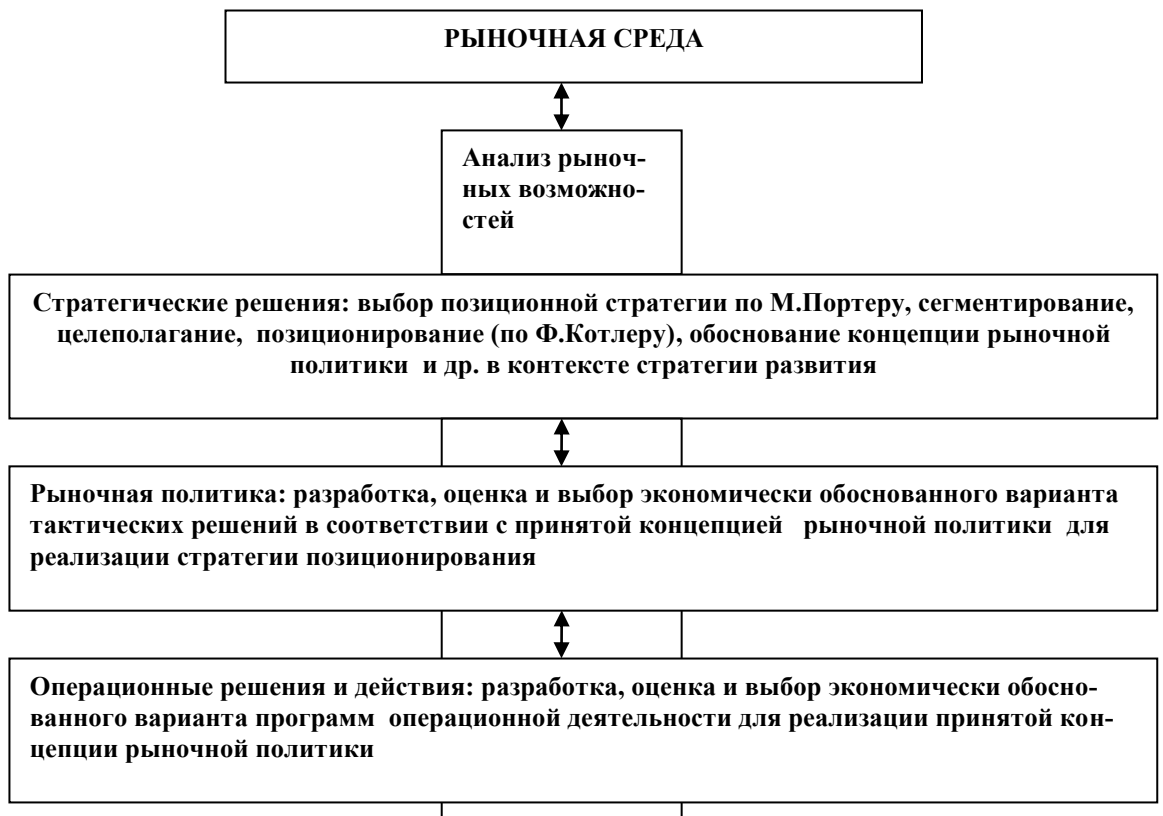 РЫНОЧНАЯ СРЕДА
Анализ рыноч-
ных возможно-
стей
Стратегические решения: выбор позиционной стратегии по М.Портеру, сегментирование,
целеполагание, позиционирование (по Ф.Котлеру), обоснование концепции рыночной
политики и др. в контексте стратегии развития
Рыночная политика: разработка, оценка и выбор экономически обоснованного варианта
тактических решений в соответствии с принятой концепцией рыночной политики для
реализации стратегии позиционирования
Операционные решения и действия: разработка, оценка и выбор экономически обосно-
ванного варианта программ операционной деятельности для реализации принятой кон-
цепции рыночной политики